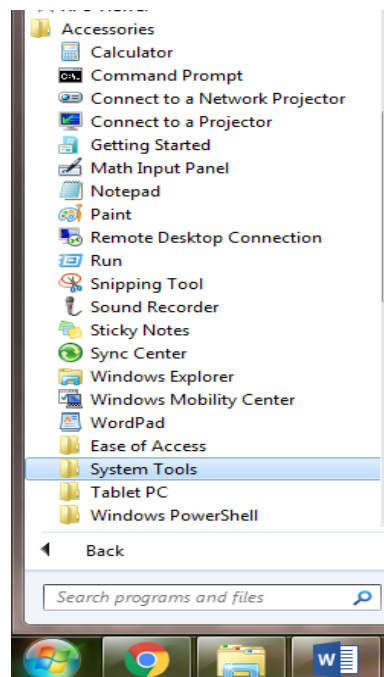 Accessories
Calculator
Command Prompt
Connect to a Network Projector
Connect to a Projector
Getting Started
Math Input Panel
Notepad
Paint
Remote Desktop Connection
Run
Snipping Tool
Sound Recorder
Sticky Notes
Sync Center
Windows Explorer
Windows Mobility Center
WordPad
Ease of Access
System Tools
Tablet PC
Windows PowerShell
Back
Search programs and files
W